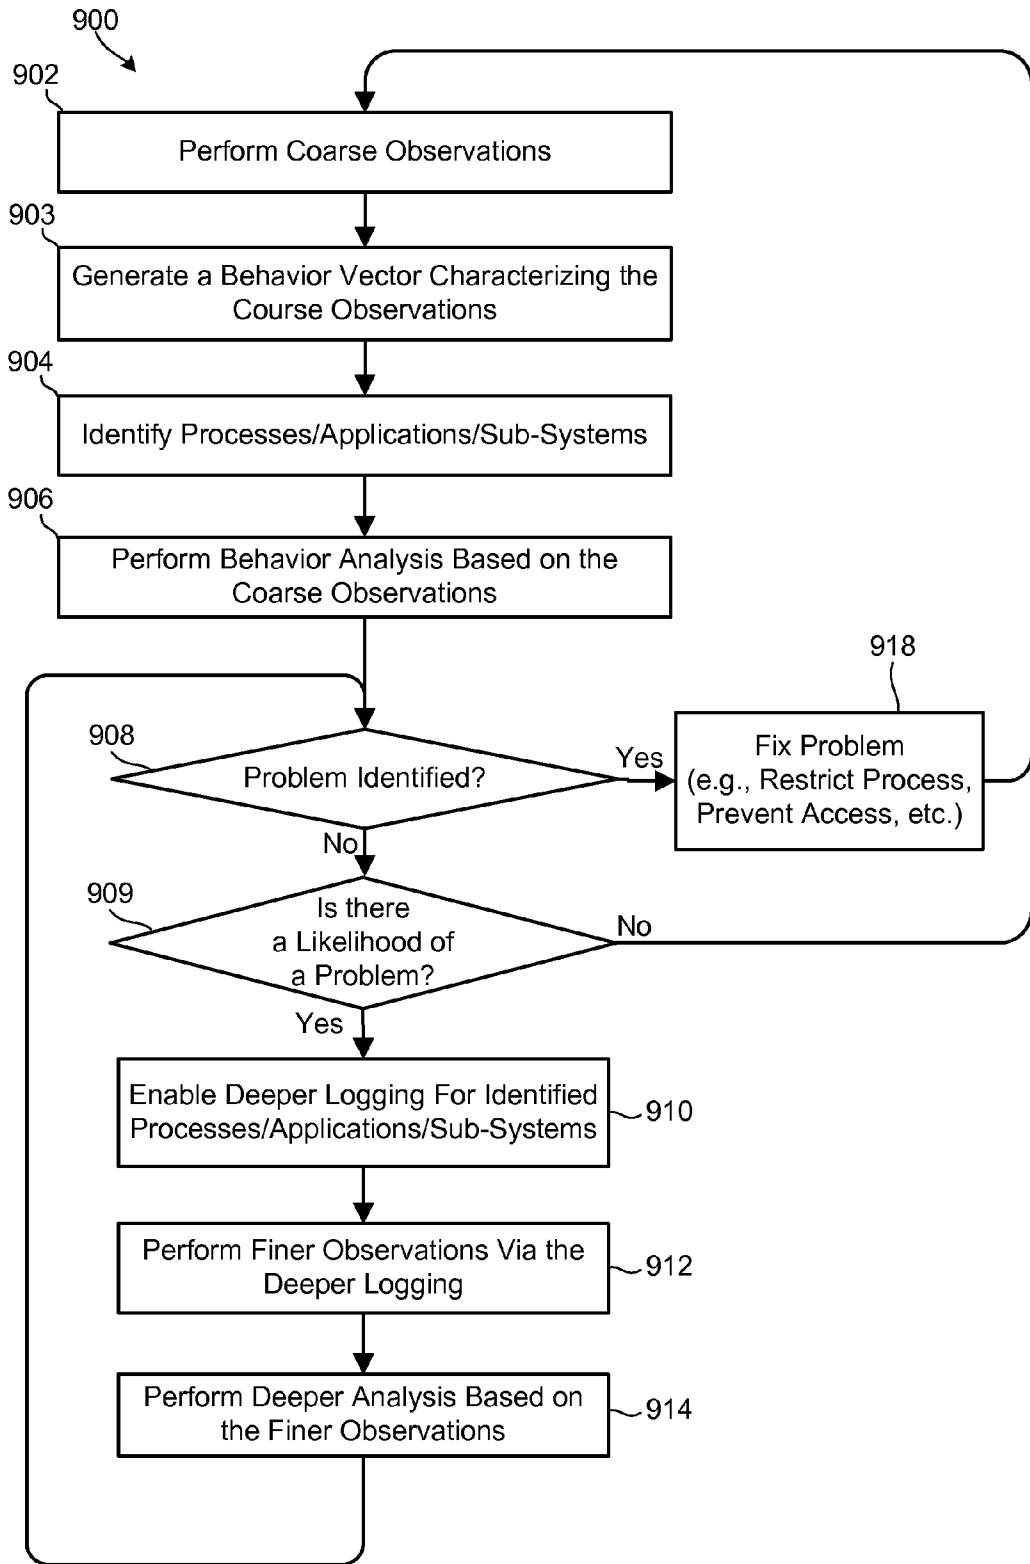 900
902
Perform Coarse Observations
903
Generate a Behavior Vector Characterizing the
Course Observations
904
Identify Processes/Applications/Sub-Systems
906
Perform Behavior Analysis Based on the
Coarse Observations
918
908
Problem Identified?
Yes
Fix Problem
(e.g., Restrict Process,
Prevent Access, etc.)
No
909
Is there
a Likelihood of
a Problem?
No
Yes
Enable Deeper Logging For Identified
Processes/Applications/Sub-Systems
910
Perform Finer Observations Via the
Deeper Logging
912
Perform Deeper Analysis Based on
the Finer Observations
914